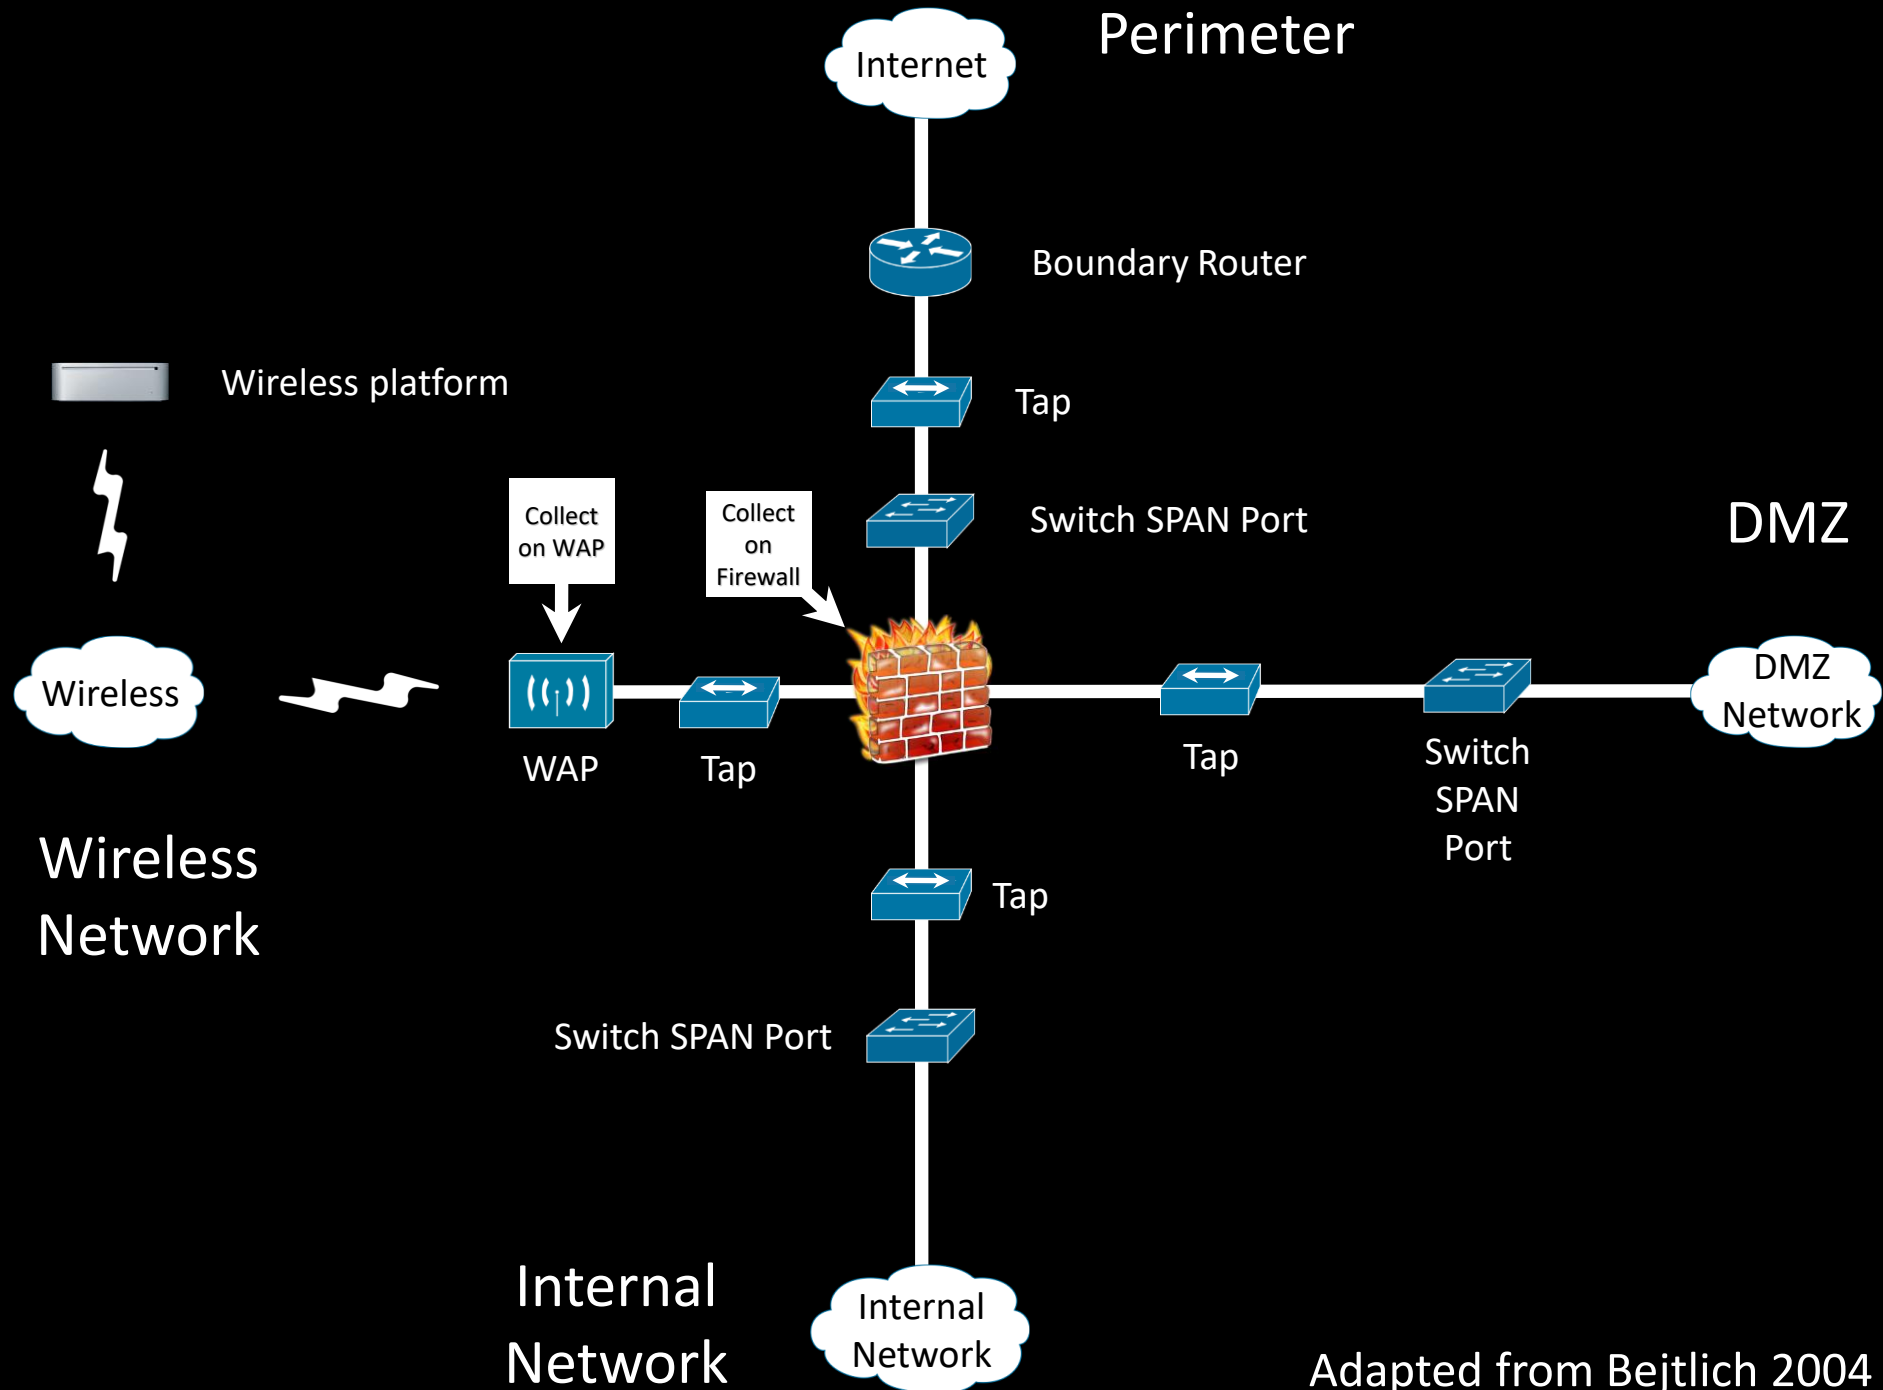 Perimeter
Internet
Boundary Router
Wireless platform
Tap
Collect
on WAP
Collect
on
Firewall
Switch SPAN Port
DMZ
Wireless
DMZ
Network
WAP
Tap
Tap
Switch
SPAN
Port
Wireless
Network
Tap
Switch SPAN Port
Internal
Network
Internal
Network
Adapted from Bejtlich 2004